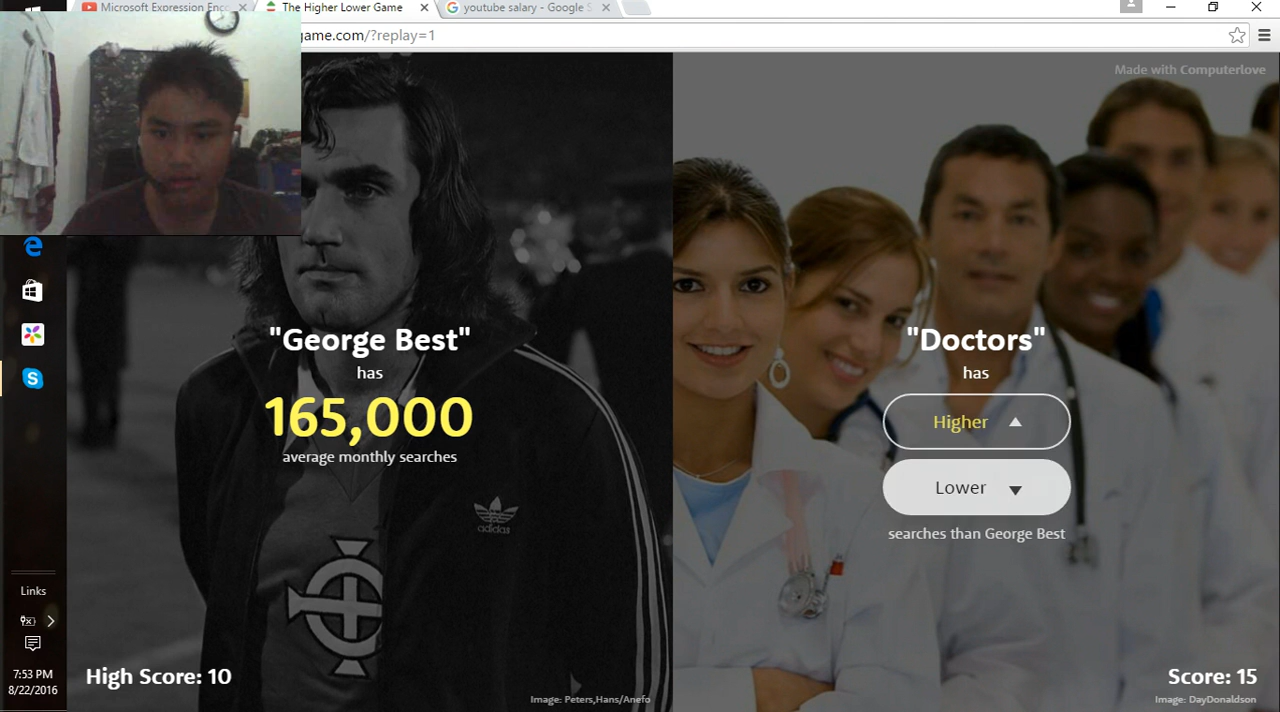 Microsoft Expression Enc
The Higher Lower Game
youtube salary - Google S
game.com/?replay=1
Made with Computerlove
"George Best"
has
165,000
average monthly searches
"Doctors"
has
Higher
Lower
searches than George Best
adidas
Links
7:53 PM
8/22/2016
High Score: 10
Image: Peters,Hans/Anefo
Score: 15
Image: DayDonaldson